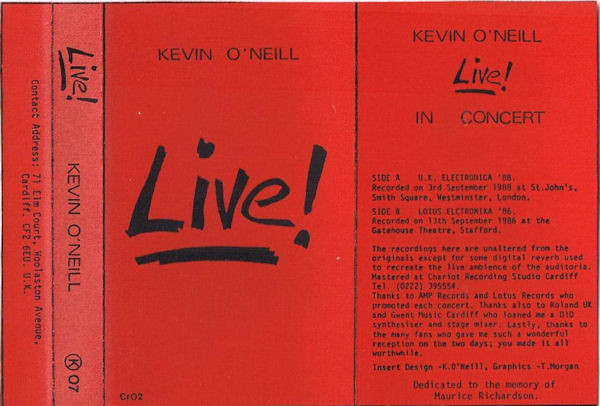 Contact Address: 71 Elm Court, Woolaston Avenue,
Cardiff. CF2 6EU. U.K.
Live!
KEVIN O'NEILL
K 07
KEVIN O'NEILL
Live!
CrO2
KEVIN O'NEILL
Live!
IN CONCERT
SIDE A U.K. ELECTRONICA '88.
Recorded on 3rd September 1988 at St.John's,
Smith Square, Westminster, London.
SIDE B LOTUS ELCTRONIKA '86.
Recorded on 13th September 1986 at the
Gatehouse Theatre, Stafford.
The recordings here are unaltered from the
originals except for some digital reverb used
to recreate the live ambience of the auditoria.
Mastered at Chariot Recording Studio Cardiff
Tel. (0222) 395554.
Thanks to AMP Records and Lotus Records who
promoted each concert. Thanks also to Roland UK
and Gwent Music Cardiff who loaned me a D10
synthesiser and stage mixer. Lastly, thanks to
the many fans who gave me such a wonderful
reception on the two days; you made it all
worthwhile.
Insert Design -K.O'Neill, Graphics -T.Morgan
Dedicated to the memory of
Maurice Richardson.